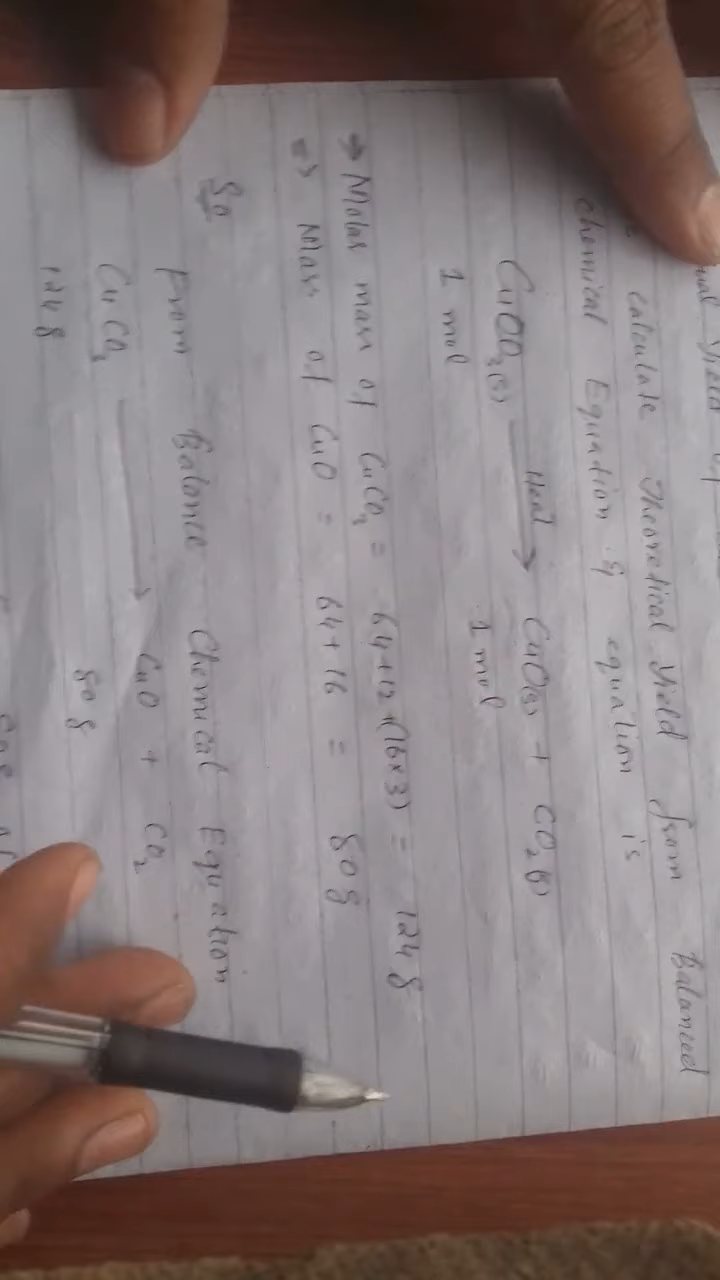 calculate Theoretical Yield from Balanced
chemical Equation & equation is
CuCO₃(s) Heat → CuO(s) + CO₂(g)
1 mol 1 mol
→ Molar mass of CuCO₃ = 64+12+(16×3) = 124 g
⇒ Mass of CuO = 64+16 = 80 g
So
From Balance Chemical Equation
CuCO₃ → CuO + CO₂
124 g 80 g